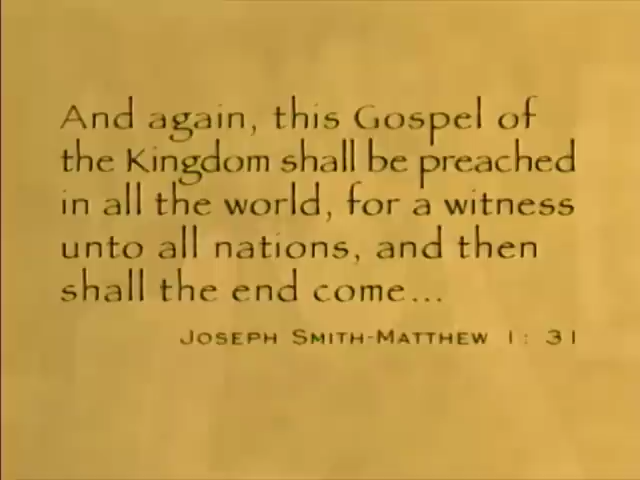 And again, this Gospel of
the Kingdom shall be preached
in all the world, for a witness
unto all nations, and then
shall the end come...
Joseph Smith-Matthew 1: 31